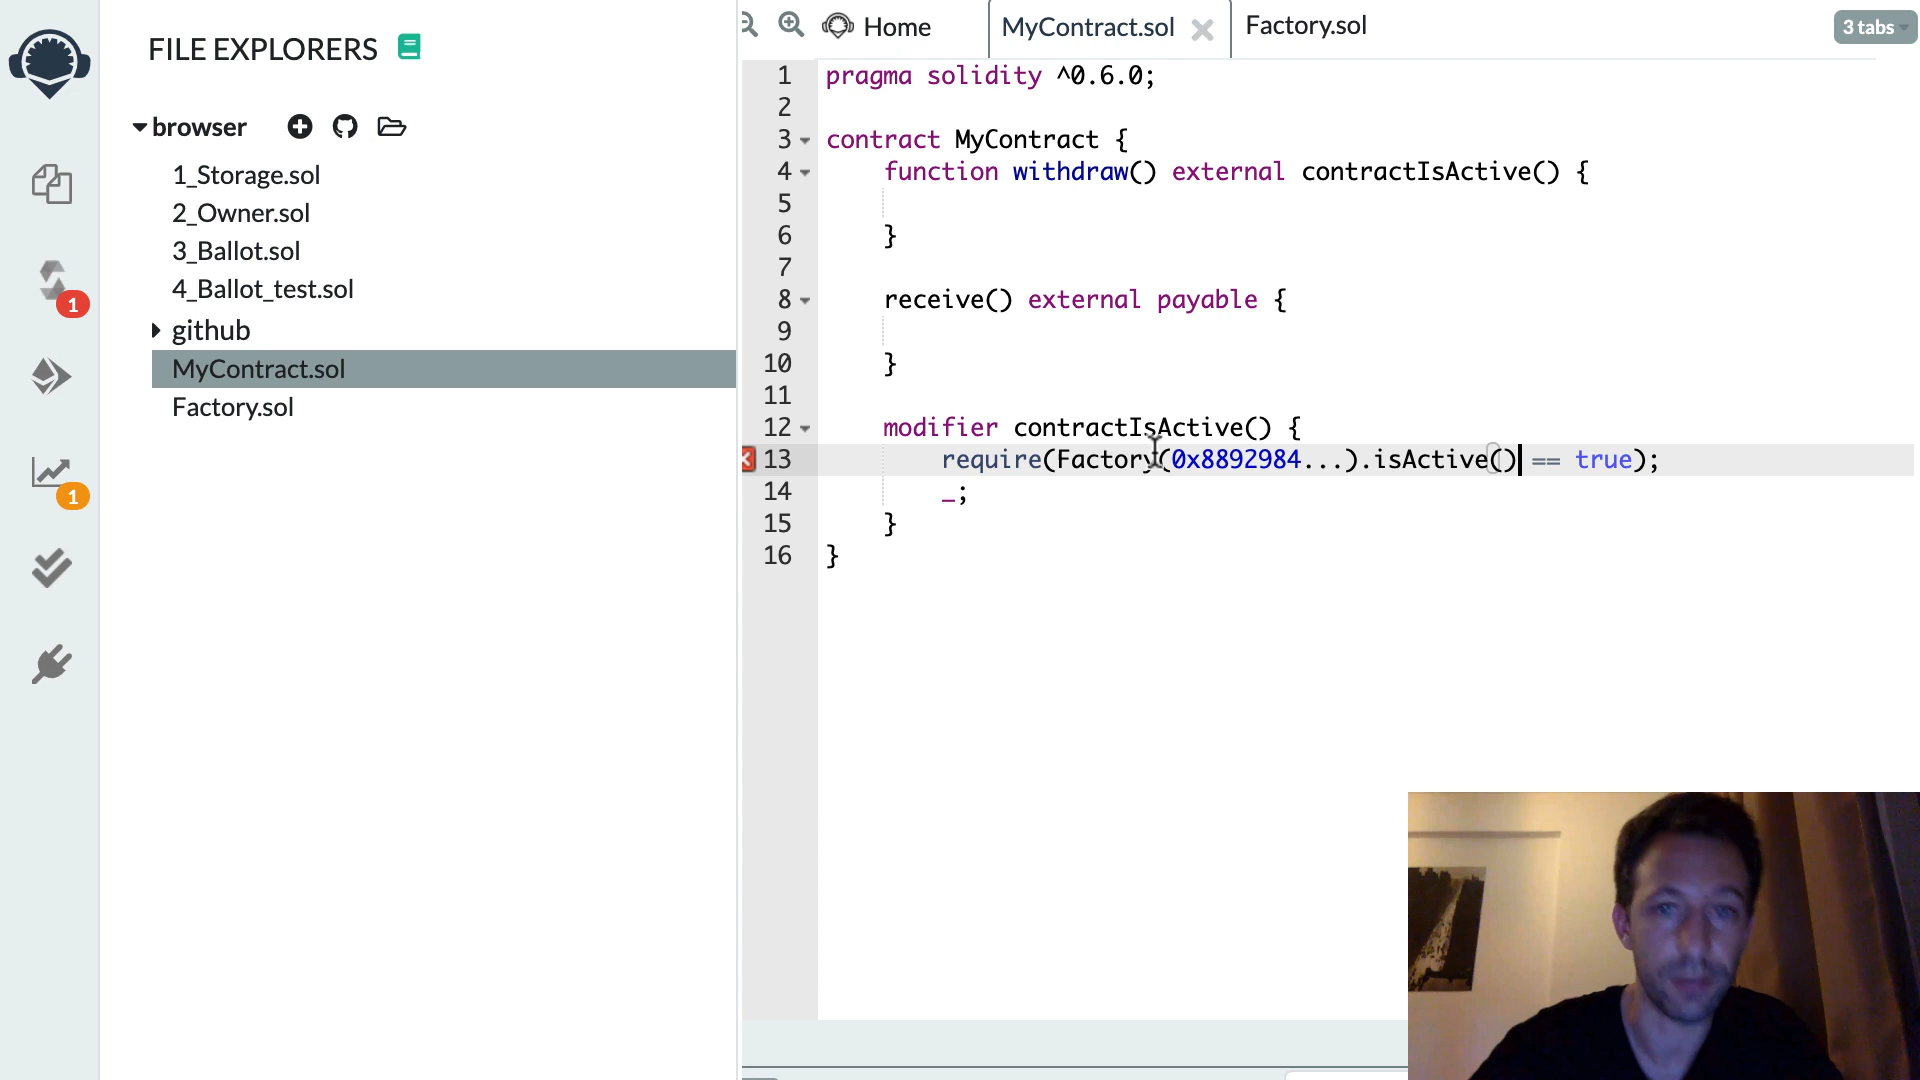 FILE EXPLORERS
browser
1_Storage.sol
2_Owner.sol
3_Ballot.sol
4_Ballot_test.sol
github
MyContract.sol
Factory.sol
1
1
Home
MyContract.sol
Factory.sol
3 tabs
1 pragma solidity ^0.6.0;
2
3 contract MyContract {
4 function withdraw() external contractIsActive() {
5
6 }
7
8 receive() external payable {
9
10 }
11
12 modifier contractIsActive() {
13 require(Factory(0x8892984...).isActive() == true);
14 _;
15 }
16 }